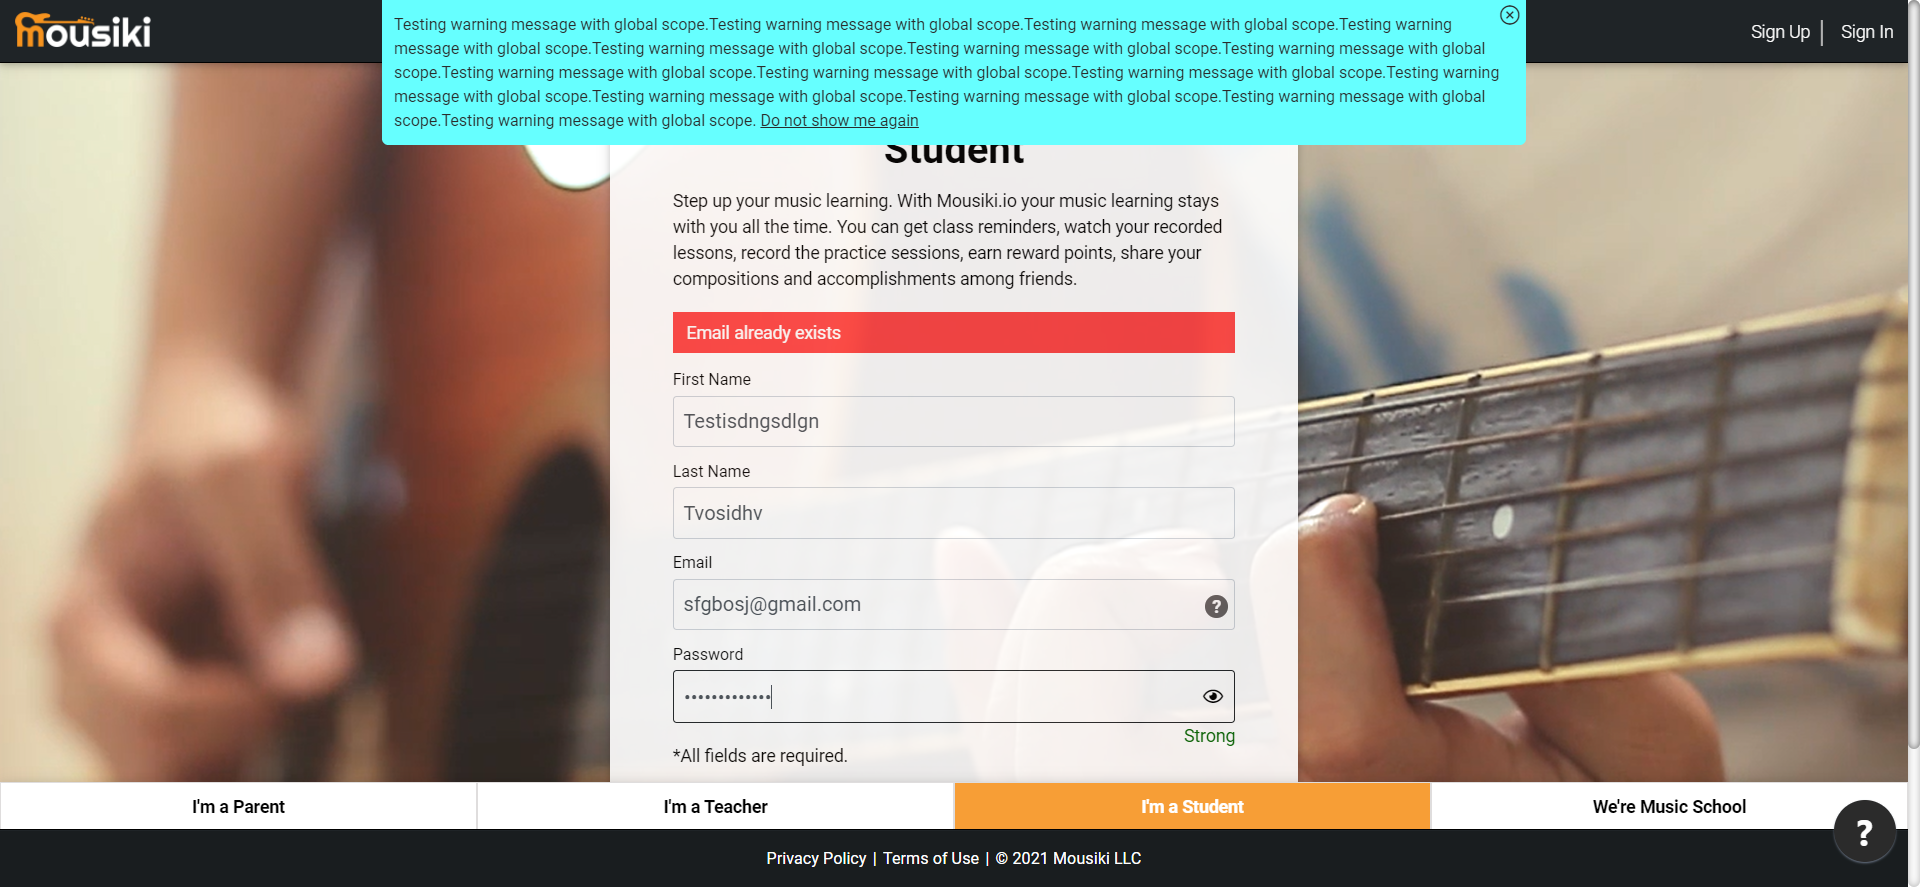 mousiki
Sign Up
Sign In
Testing warning message with global scope.Testing warning message with global scope.Testing warning message with global scope.Testing warning
message with global scope.Testing warning message with global scope.Testing warning message with global scope.Testing warning message with global
scope.Testing warning message with global scope.Testing warning message with global scope.Testing warning message with global scope.Testing warning
message with global scope.Testing warning message with global scope.Testing warning message with global scope.Testing warning message with global
scope.Testing warning message with global scope. Do not show me again
Student
Step up your music learning. With Mousiki.io your music learning stays
with you all the time. You can get class reminders, watch your recorded
lessons, record the practice sessions, earn reward points, share your
compositions and accomplishments among friends.
Email already exists
First Name
Testisdngsdlgn
Last Name
Tvosidhv
Email
sfgbosj@gmail.com
?
Password
•••••••••••••
Strong
*All fields are required.
I'm a Parent
I'm a Teacher
I'm a Student
We're Music School
?
Privacy Policy | Terms of Use | © 2021 Mousiki LLC